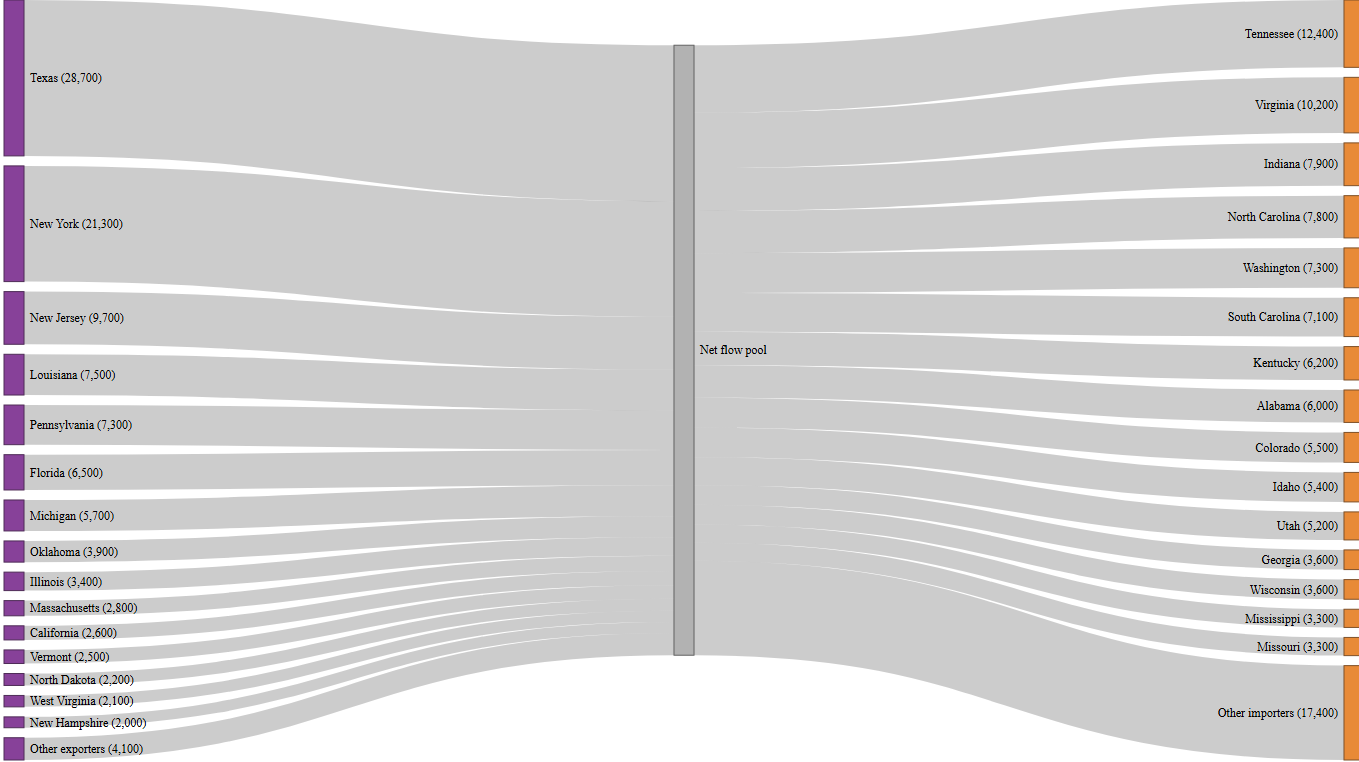 Texas (28,700)
New York (21,300)
New Jersey (9,700)
Louisiana (7,500)
Pennsylvania (7,300)
Florida (6,500)
Michigan (5,700)
Oklahoma (3,900)
Illinois (3,400)
Massachusetts (2,800)
California (2,600)
Vermont (2,500)
North Dakota (2,200)
West Virginia (2,100)
New Hampshire (2,000)
Other exporters (4,100)
Net flow pool
Tennessee (12,400)
Virginia (10,200)
Indiana (7,900)
North Carolina (7,800)
Washington (7,300)
South Carolina (7,100)
Kentucky (6,200)
Alabama (6,000)
Colorado (5,500)
Idaho (5,400)
Utah (5,200)
Georgia (3,600)
Wisconsin (3,600)
Mississippi (3,300)
Missouri (3,300)
Other importers (17,400)